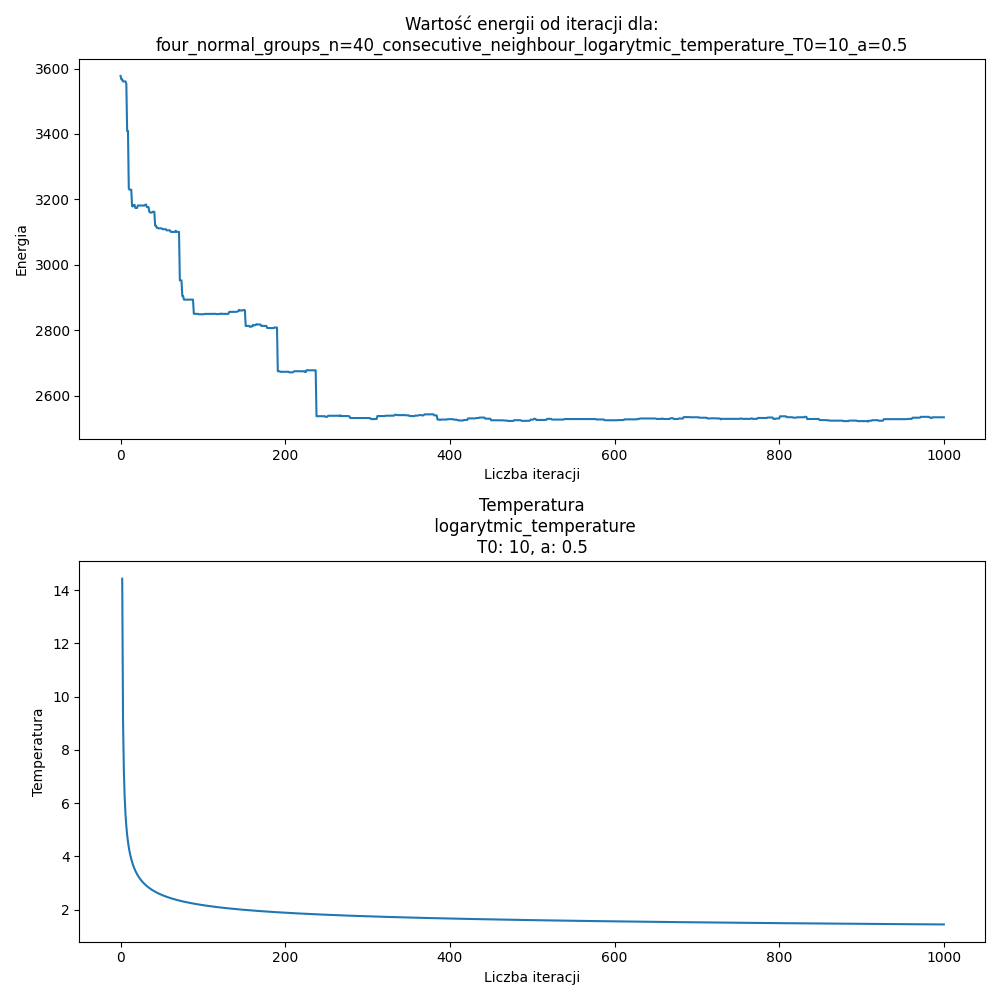 Wartość energii od iteracji dla:
four_normal_groups_n=40_consecutive_neighbour_logarytmic_temperature_T0=10_a=0.5
3600
3400
3200
3000
2800
2600
Energia
0 200 400 600 800 1000
Liczba iteracji
Temperatura
logarytmic_temperature
T0: 10, a: 0.5
14
12
10
8
6
4
2
Temperatura
0 200 400 600 800 1000
Liczba iteracji